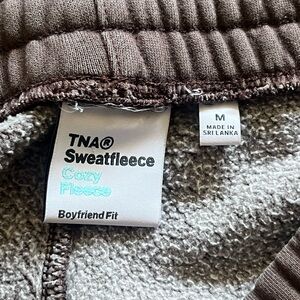 TNA®
Sweatfleece
Cozy
Fleece
Boyfriend Fit
M
MADE IN
SRI LANKA